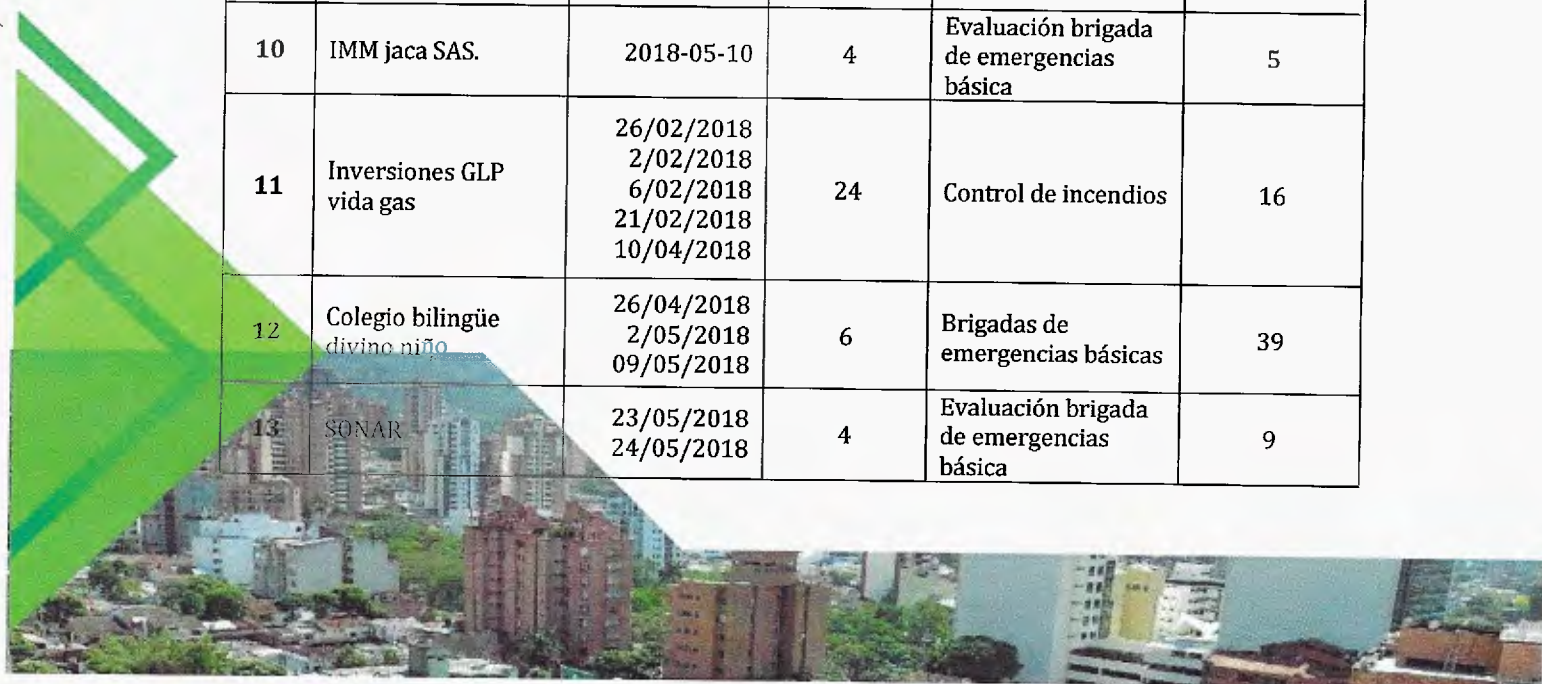 10 IMM jaca SAS. 2018-05-10 4 Evaluación brigada de emergencias básica 5
11 Inversiones GLP vida gas 26/02/2018 2/02/2018 6/02/2018 21/02/2018 10/04/2018 24 Control de incendios 16
12 Colegio bilingüe divino niño 26/04/2018 2/05/2018 09/05/2018 6 Brigadas de emergencias básicas 39
13 SONAR 23/05/2018 24/05/2018 4 Evaluación brigada de emergencias básica 9